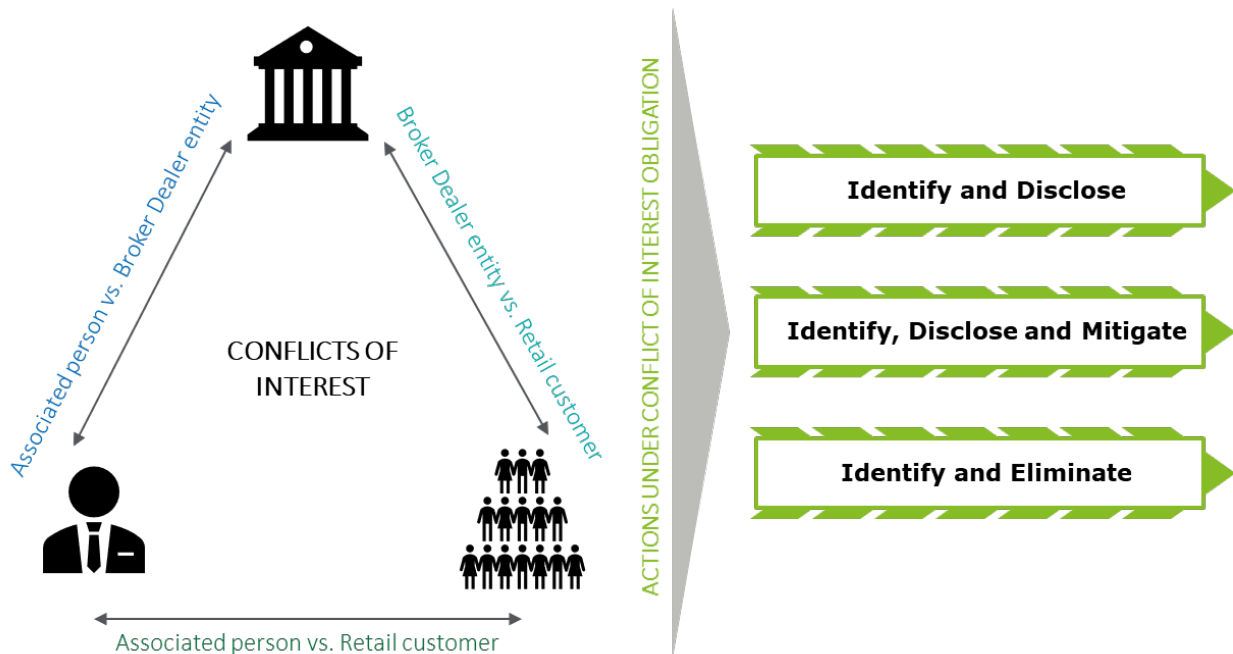 Associated person vs. Broker Dealer entity
Broker Dealer entity vs. Retail customer
CONFLICTS OF
INTEREST
Associated person vs. Retail customer
ACTIONS UNDER CONFLICT OF INTEREST OBLIGATION
Identify and Disclose
Identify, Disclose and Mitigate
Identify and Eliminate